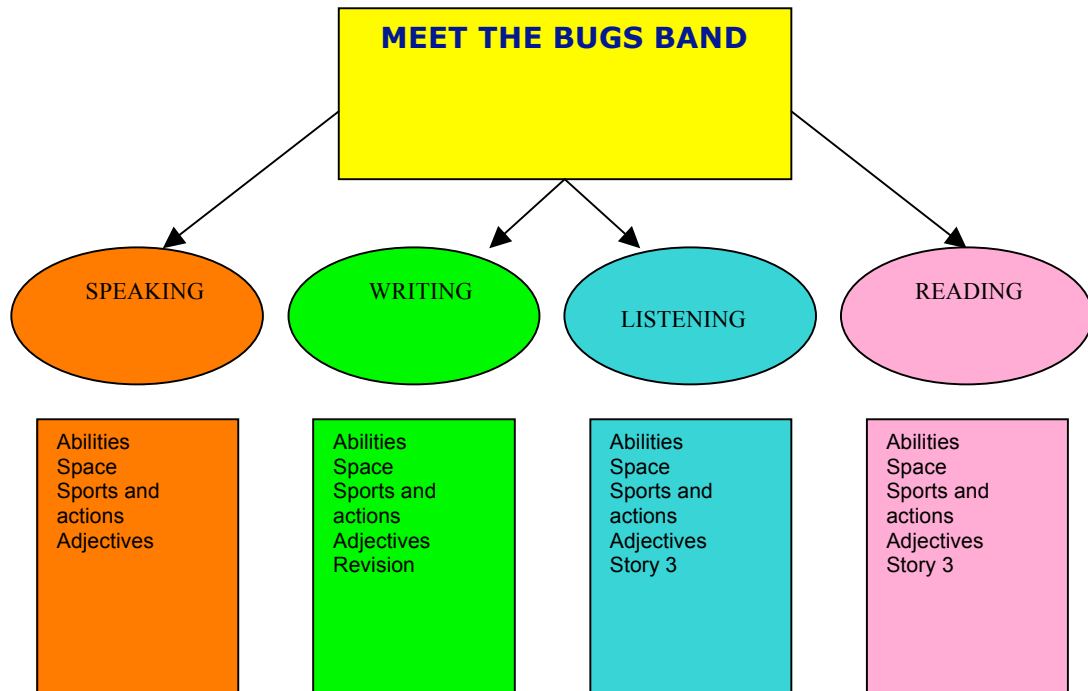 MEET THE BUGS BAND
SPEAKING
WRITING
LISTENING
READING
Abilities
Space
Sports and
actions
Adjectives
Abilities
Space
Sports and
actions
Adjectives
Revision
Abilities
Space
Sports and
actions
Adjectives
Story 3
Abilities
Space
Sports and
actions
Adjectives
Story 3